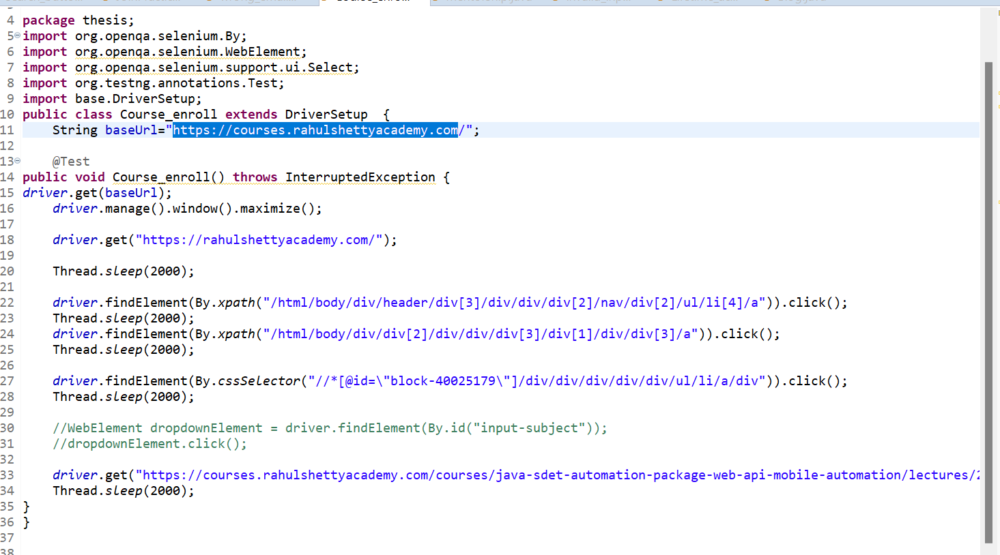 4 package thesis;
5 import org.openqa.selenium.By;
6 import org.openqa.selenium.WebElement;
7 import org.openqa.selenium.support.ui.Select;
8 import org.testng.annotations.Test;
9 import base.DriverSetup;
10 public class Course_enroll extends DriverSetup  {
11     String baseUrl="https://courses.rahulshettyacademy.com/";
12
13     @Test
14 public void Course_enroll() throws InterruptedException {
15 driver.get(baseUrl);
16     driver.manage().window().maximize();
17
18     driver.get("https://rahulshettyacademy.com/");
19
20     Thread.sleep(2000);
21
22     driver.findElement(By.xpath("/html/body/div/header/div[3]/div/div/div[2]/nav/div[2]/ul/li[4]/a")).click();
23     Thread.sleep(2000);
24     driver.findElement(By.xpath("/html/body/div/div[2]/div/div/div[3]/div[1]/div/div[3]/a")).click();
25     Thread.sleep(2000);
26
27     driver.findElement(By.cssSelector("//*[@id=\"block-40025179\"]/div/div/div/div/div/ul/li/a/div")).click();
28     Thread.sleep(2000);
29
30     //WebElement dropdownElement = driver.findElement(By.id("input-subject"));
31     //dropdownElement.click();
32
33     driver.get("https://courses.rahulshettyacademy.com/courses/java-sdet-automation-package-web-api-mobile-automation/lectures/2
34     Thread.sleep(2000);
35 }
36 }
37
38